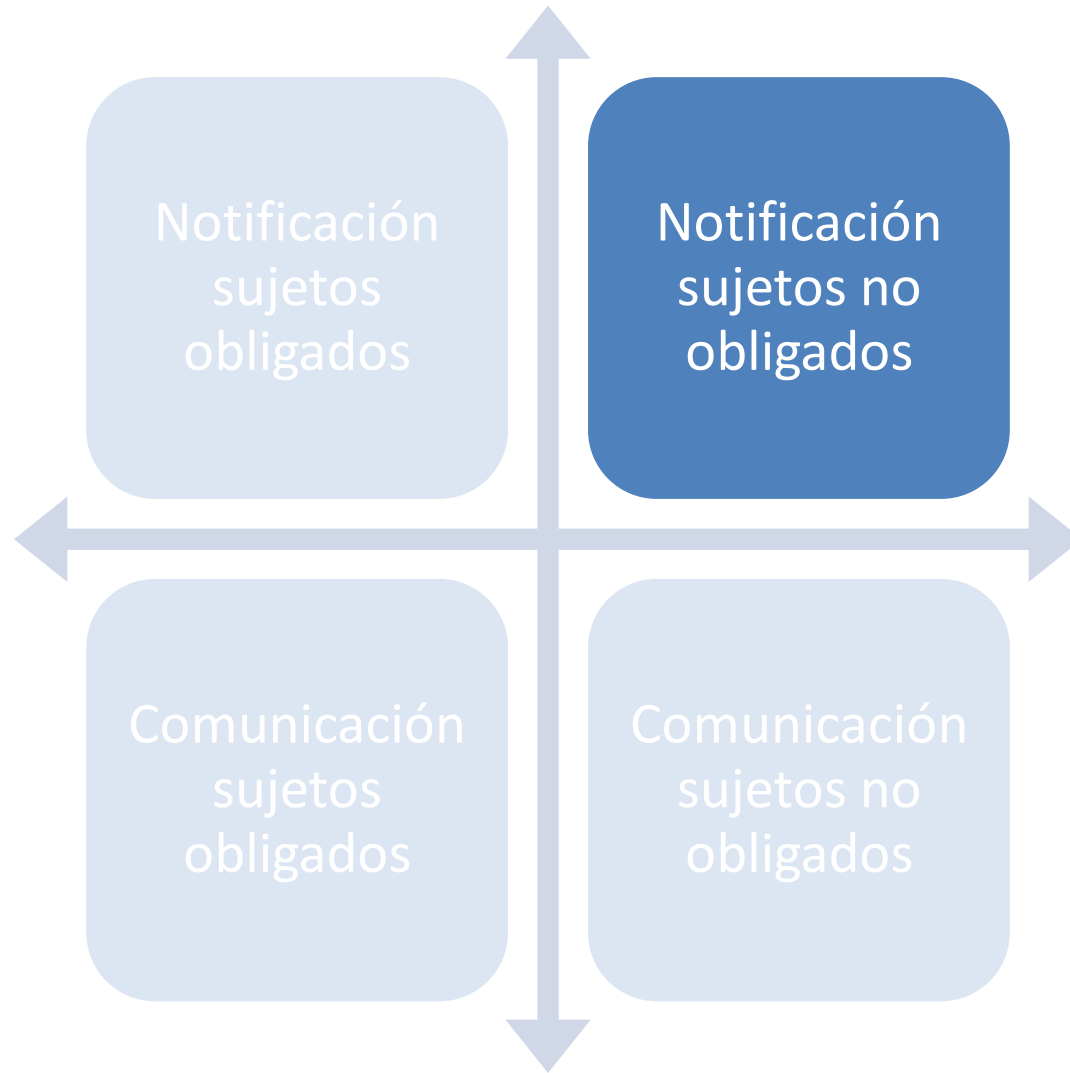 Notificación
sujetos
obligados
Notificación
sujetos no
obligados
Comunicación
sujetos
obligados
Comunicación
sujetos no
obligados